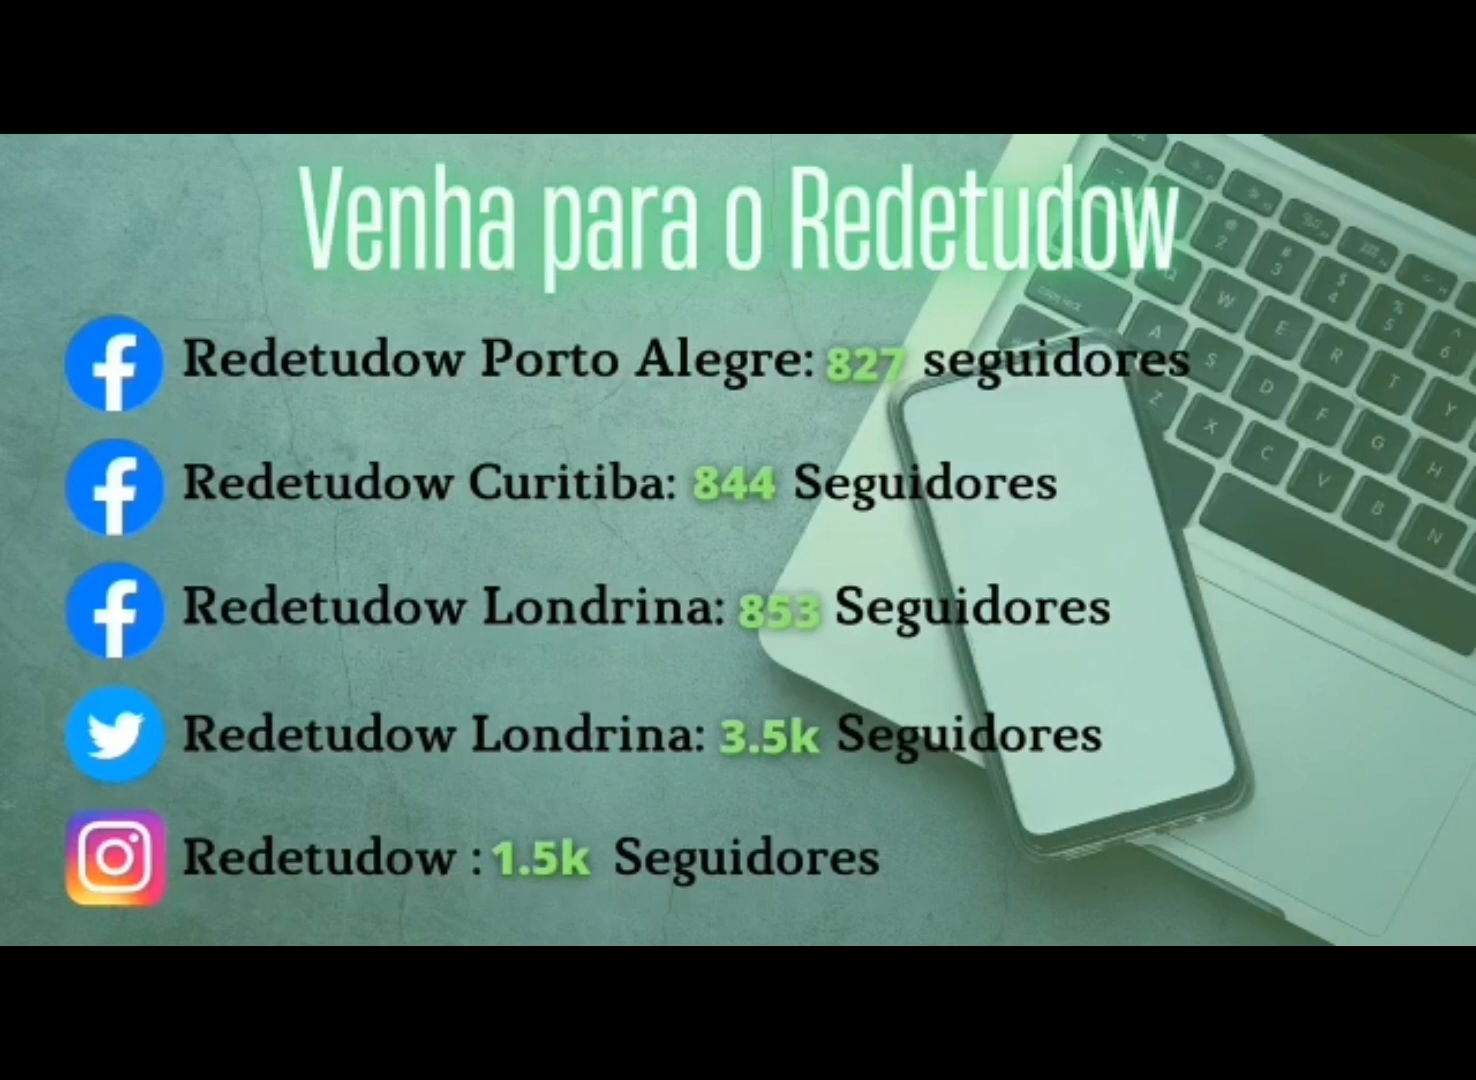 Venha para o Redetudow
Redetudow Porto Alegre: 827 seguidores
Redetudow Curitiba: 844 Seguidores
Redetudow Londrina: 853 Seguidores
Redetudow Londrina: 3.5k Seguidores
Redetudow : 1.5k Seguidores